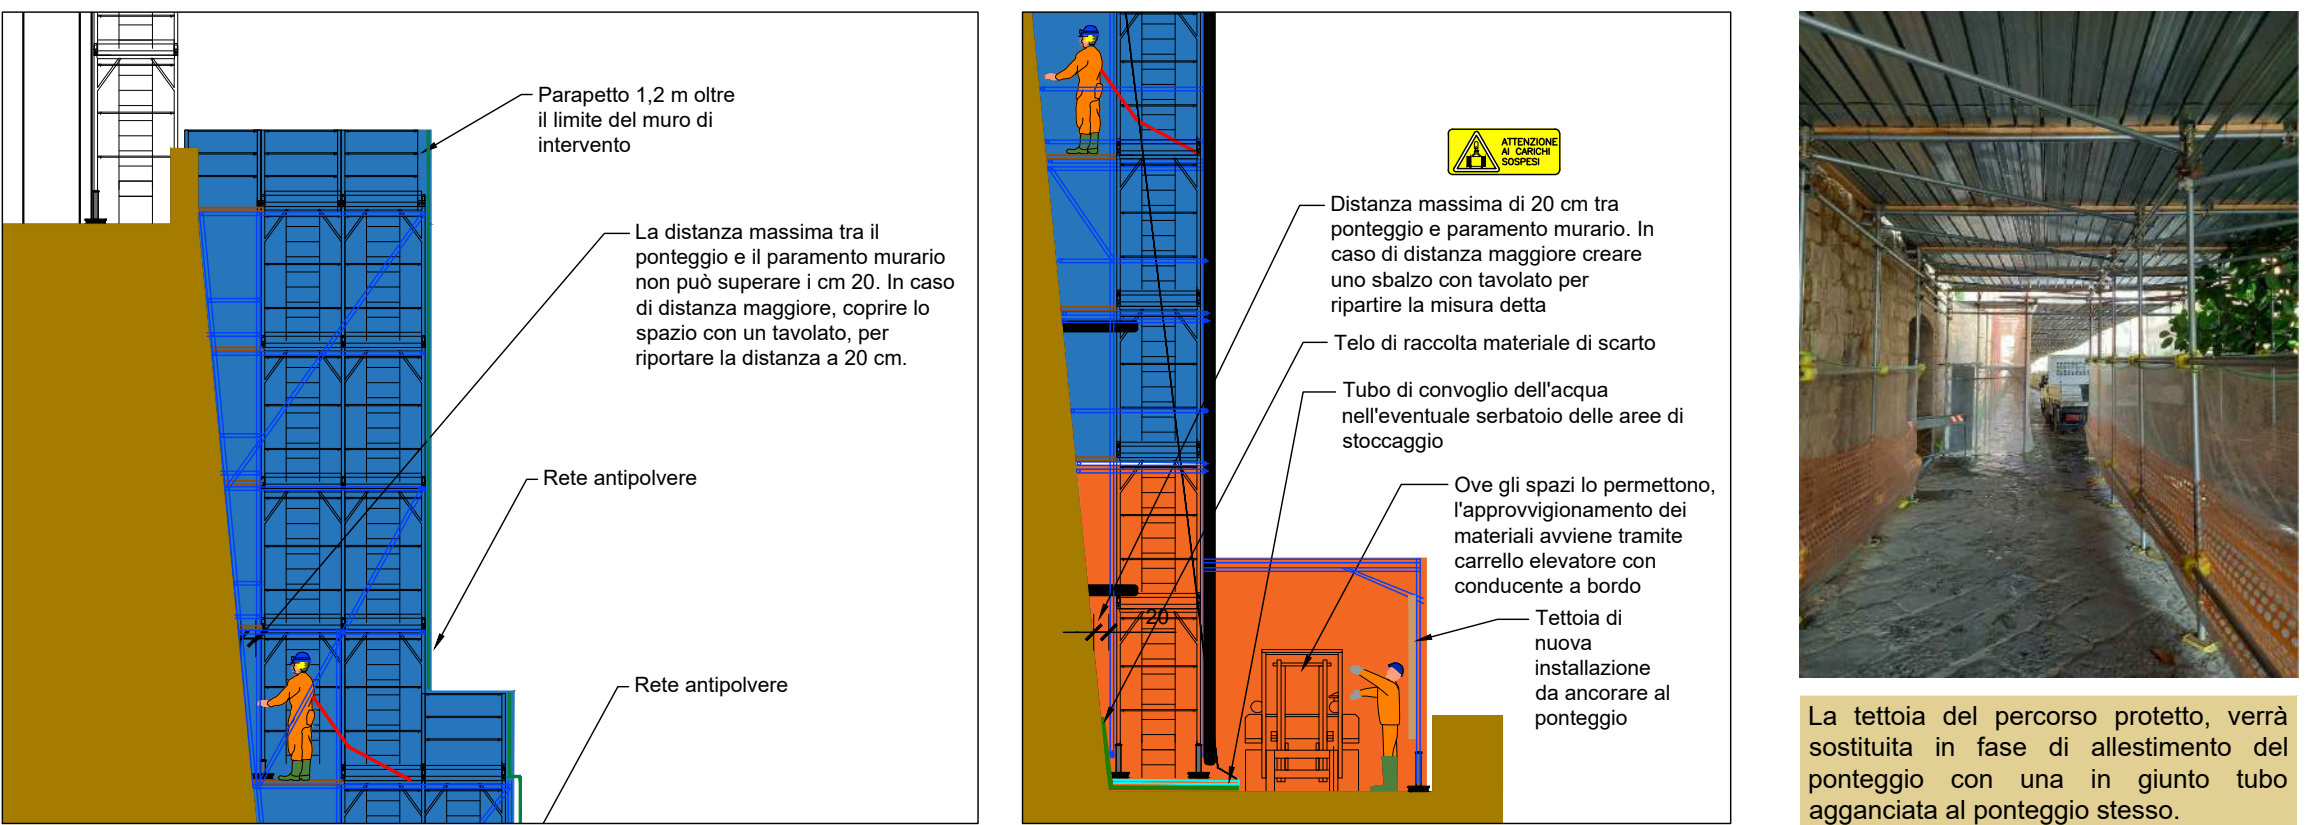 Parapetto 1,2 m oltre
il limite del muro di
intervento
La distanza massima tra il
ponteggio e il paramento murario
non può superare i cm 20. In caso
di distanza maggiore, coprire lo
spazio con un tavolato, per
riportare la distanza a 20 cm.
Rete antipolvere
Rete antipolvere
ATTENZIONE
AI CARICHI
SOSPESI
Distanza massima di 20 cm tra
ponteggio e paramento murario. In
caso di distanza maggiore creare
uno sbalzo con tavolato per
ripartire la misura detta
Telo di raccolta materiale di scarto
Tubo di convoglio dell'acqua
nell'eventuale serbatoio delle aree di
stoccaggio
Ove gli spazi lo permettono,
l'approvvigionamento dei
materiali avviene tramite
carrello elevatore con
conducente a bordo
Tettoia di
nuova
installazione
da ancorare al
ponteggio
20
La tettoia del percorso protetto, verrà
sostituita in fase di allestimento del
ponteggio con una in giunto tubo
agganciata al ponteggio stesso.